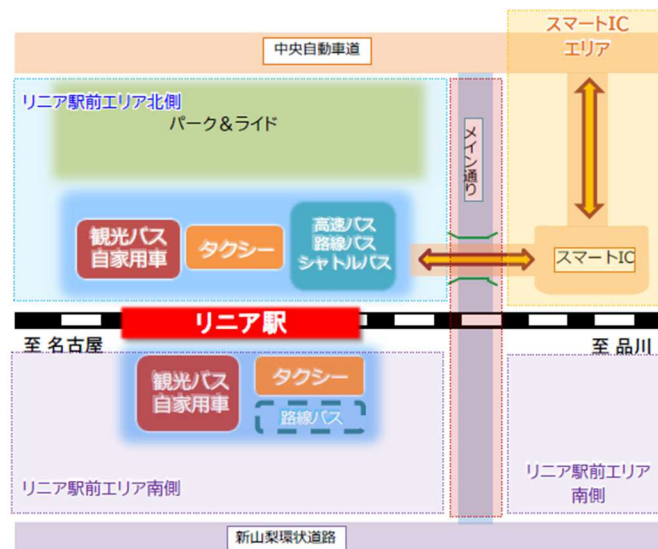 スマートIC
エリア
中央自動車道
リニア駅前エリア北側
パーク＆ライド
メイン通り
高速バス
路線バス
シャトルバス
観光バス
自家用車
タクシー
スマートIC
リニア駅
至 名古屋
至 品川
観光バス
自家用車
タクシー
路線バス
リニア駅前エリア南側
リニア駅前エリア
南側
新山梨環状道路